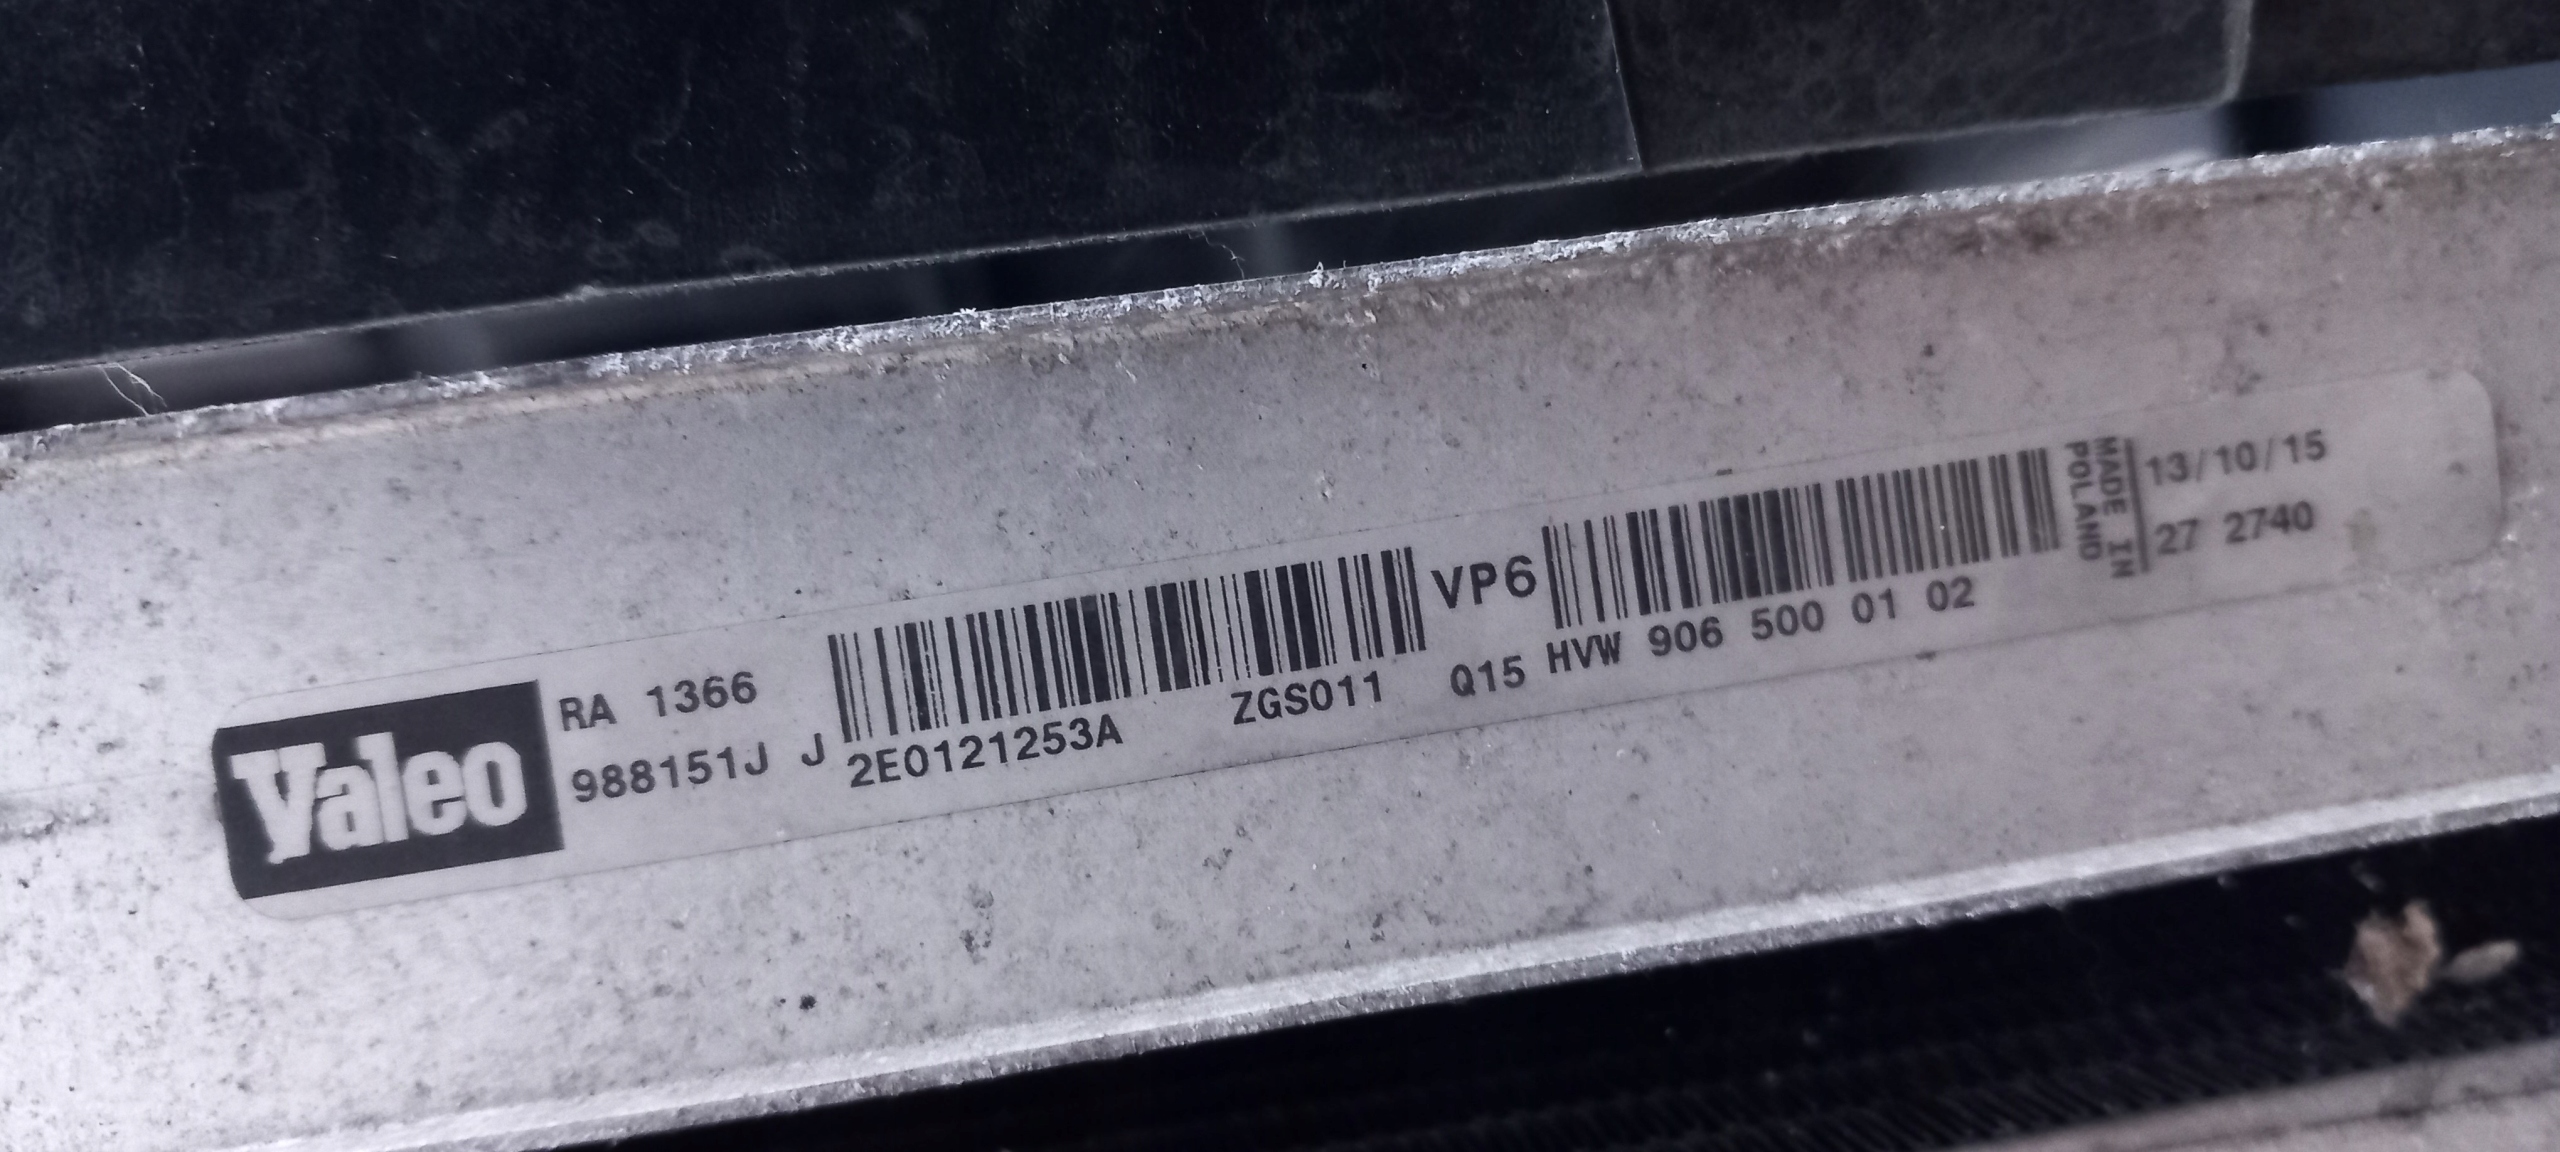 Valeo
RA 1366
988151J J
2E0121253A ZGS011 Q15
VP6
HVW 906 500 01 02
MADE IN
POLAND
13/10/15
27 2740